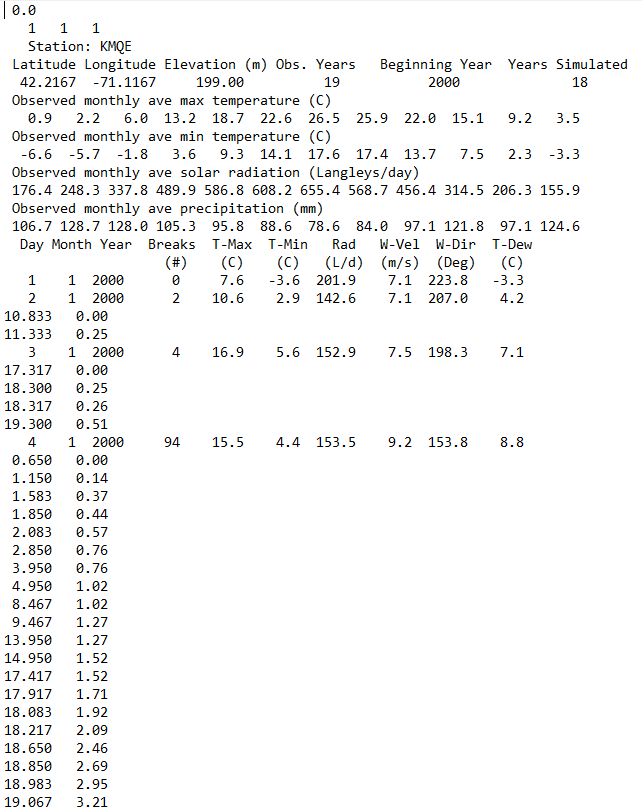 0.0
1 1 1
Station: KMQE
Latitude Longitude Elevation (m) Obs. Years Beginning Year Years Simulated
42.2167 -71.1167 199.00 19 2000 18
Observed monthly ave max temperature (C)
0.9 2.2 6.0 13.2 18.7 22.6 26.5 25.9 22.0 15.1 9.2 3.5
Observed monthly ave min temperature (C)
-6.6 -5.7 -1.8 3.6 9.3 14.1 17.6 17.4 13.7 7.5 2.3 -3.3
Observed monthly ave solar radiation (Langleys/day)
176.4 248.3 337.8 489.9 586.8 608.2 655.4 568.7 456.4 314.5 206.3 155.9
Observed monthly ave precipitation (mm)
106.7 128.7 128.0 105.3 95.8 88.6 78.6 84.0 97.1 121.8 97.1 124.6
Day Month Year Breaks T-Max T-Min Rad W-Vel W-Dir T-Dew
(#) (C) (C) (L/d) (m/s) (Deg) (C)
1 1 2000 0 7.6 -3.6 201.9 7.1 223.8 -3.3
2 1 2000 2 10.6 2.9 142.6 7.1 207.0 4.2
10.833 0.00
11.333 0.25
3 1 2000 4 16.9 5.6 152.9 7.5 198.3 7.1
17.317 0.00
18.300 0.25
18.317 0.26
19.300 0.51
4 1 2000 94 15.5 4.4 153.5 9.2 153.8 8.8
0.650 0.00
1.150 0.14
1.583 0.37
1.850 0.44
2.083 0.57
2.850 0.76
3.950 0.76
4.950 1.02
8.467 1.02
9.467 1.27
13.950 1.27
14.950 1.52
17.417 1.52
17.917 1.71
18.083 1.92
18.217 2.09
18.650 2.46
18.850 2.69
18.983 2.95
19.067 3.21